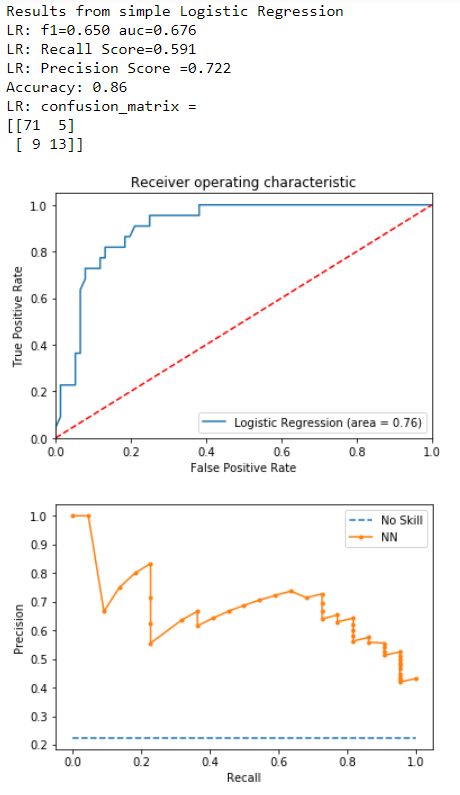 Results from simple Logistic Regression
LR: f1=0.650 auc=0.676
LR: Recall Score=0.591
LR: Precision Score =0.722
Accuracy: 0.86
LR: confusion_matrix =
[[71  5]
 [ 9 13]]
Receiver operating characteristic
1.0
0.8
0.6
0.4
0.2
0.0
True Positive Rate
Logistic Regression (area = 0.76)
0.0 0.2 0.4 0.6 0.8 1.0
False Positive Rate
No Skill
NN
1.0
0.9
0.8
0.7
0.6
0.5
0.4
0.3
0.2
Precision
0.0 0.2 0.4 0.6 0.8 1.0
Recall